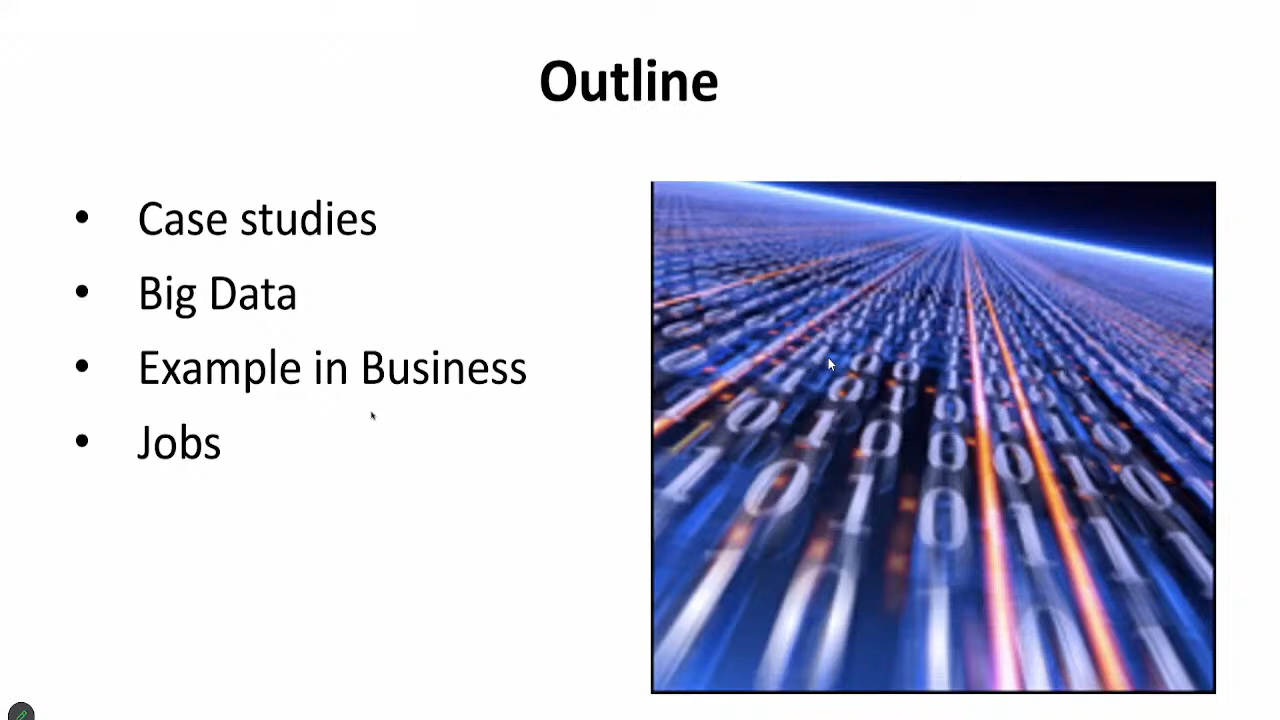 Outline
• Case studies
• Big Data
• Example in Business
• Jobs